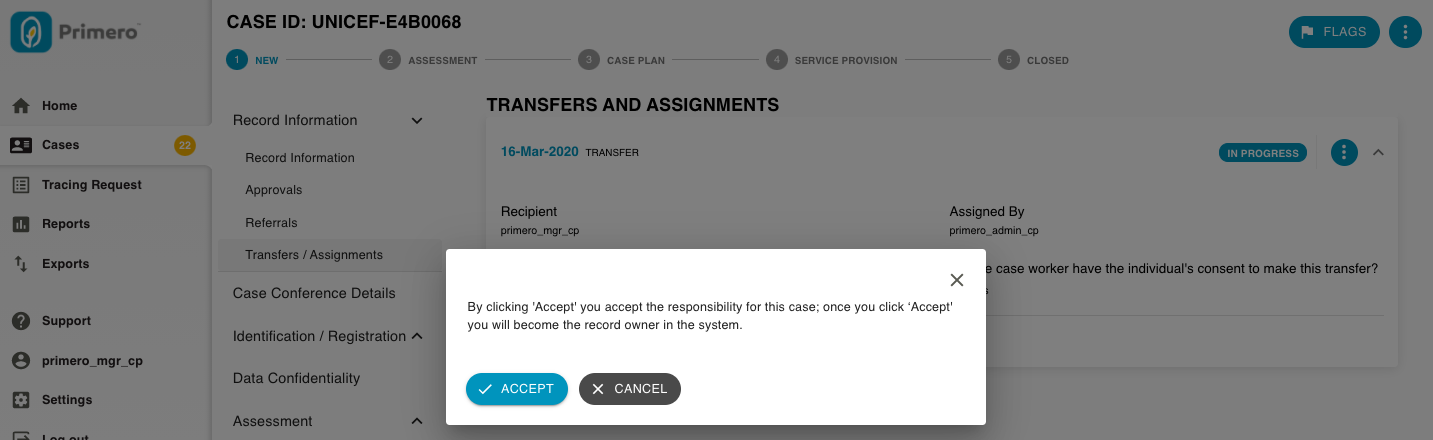 Primero™
CASE ID: UNICEF-E4B0068
FLAGS
1 NEW
2 ASSESSMENT
3 CASE PLAN
4 SERVICE PROVISION
5 CLOSED
Home
Cases 22
Tracing Request
Reports
Exports
Support
primero_mgr_cp
Settings
Log out
Record Information
Record Information
Approvals
Referrals
Transfers / Assignments
Case Conference Details
Identification / Registration
Data Confidentiality
Assessment
TRANSFERS AND ASSIGNMENTS
16-Mar-2020 TRANSFER
IN PROGRESS
Recipient
primero_mgr_cp
Assigned By
primero_admin_cp
case worker have the individual's consent to make this transfer?
By clicking 'Accept' you accept the responsibility for this case; once you click ‘Accept'
you will become the record owner in the system.
ACCEPT
CANCEL